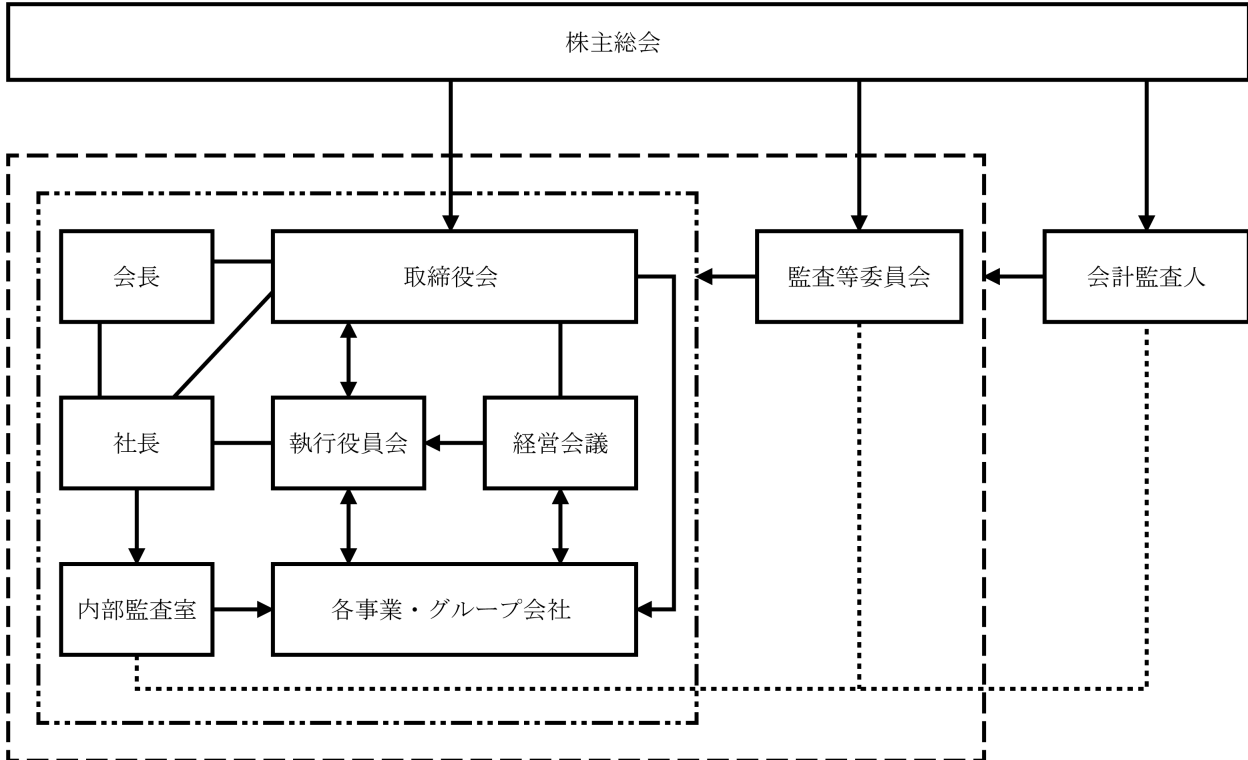 株主総会
会長
取締役会
監査等委員会
会計監査人
社長
執行役員会
経営会議
内部監査室
各事業・グループ会社